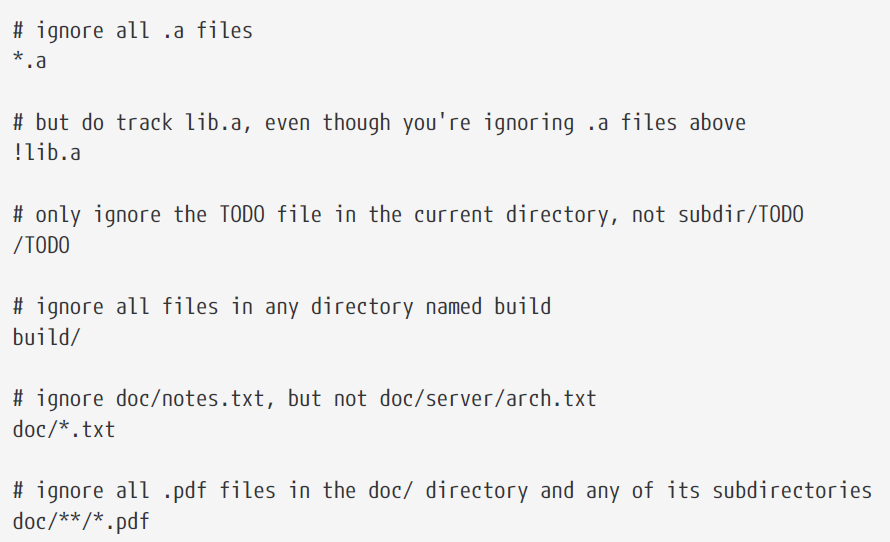 # ignore all .a files
*.a
# but do track lib.a, even though you're ignoring .a files above
!lib.a
# only ignore the TODO file in the current directory, not subdir/TODO
/TODO
# ignore all files in any directory named build
build/
# ignore doc/notes.txt, but not doc/server/arch.txt
doc/*.txt
# ignore all .pdf files in the doc/ directory and any of its subdirectories
doc/**/*.pdf